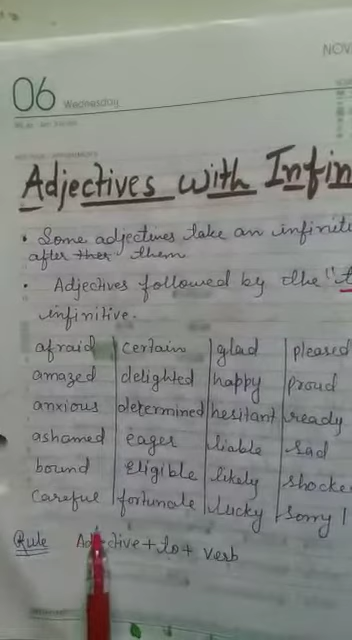 NOV
06 Wednesday
Adjectives with Infin
• Some adjectives take an infinite
after ther them
• Adjectives followed by the "t
infinitive.
afraid certain glad pleased
amazed delighted happy proud
anxious determined hesitant ready
ashamed eager liable sad
bound Eligible likely shocke
careful fortunate lucky sorry
Rule Adjective + to + verb